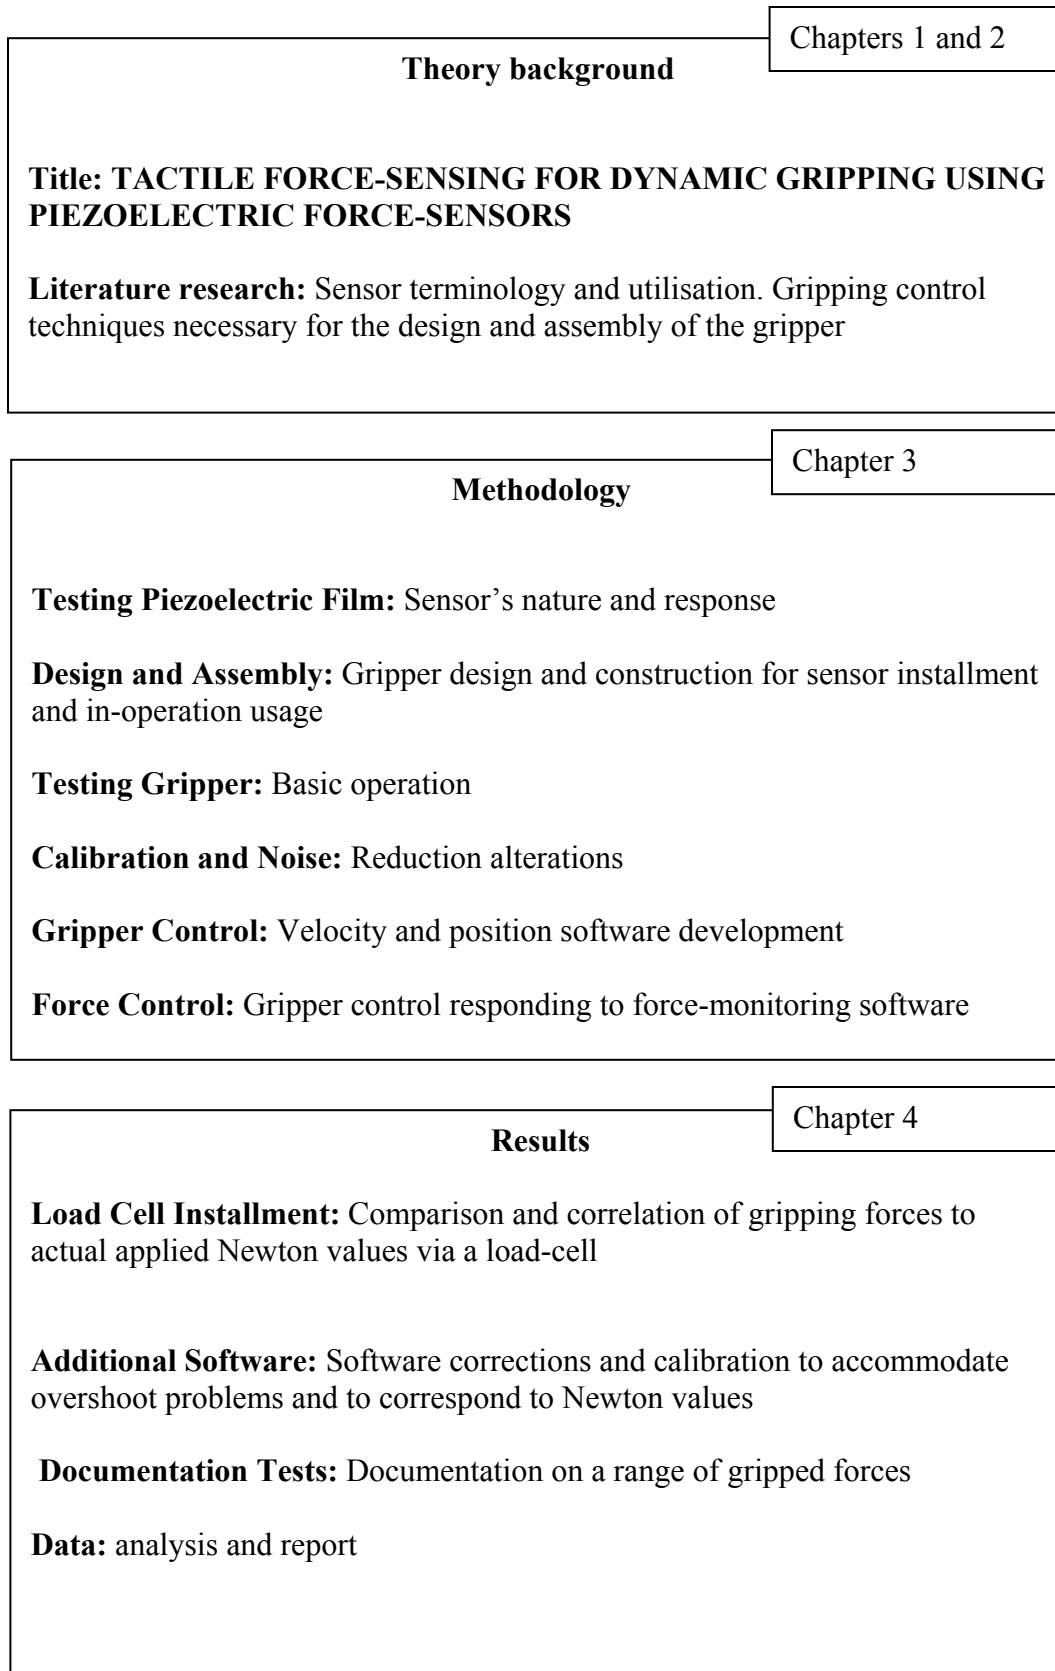 Chapters 1 and 2
Theory background
Title: TACTILE FORCE-SENSING FOR DYNAMIC GRIPPING USING
PIEZOELECTRIC FORCE-SENSORS
Literature research: Sensor terminology and utilisation. Gripping control
techniques necessary for the design and assembly of the gripper
Chapter 3
Methodology
Testing Piezoelectric Film: Sensor’s nature and response
Design and Assembly: Gripper design and construction for sensor installment
and in-operation usage
Testing Gripper: Basic operation
Calibration and Noise: Reduction alterations
Gripper Control: Velocity and position software development
Force Control: Gripper control responding to force-monitoring software
Chapter 4
Results
Load Cell Installment: Comparison and correlation of gripping forces to
actual applied Newton values via a load-cell
Additional Software: Software corrections and calibration to accommodate
overshoot problems and to correspond to Newton values
Documentation Tests: Documentation on a range of gripped forces
Data: analysis and report